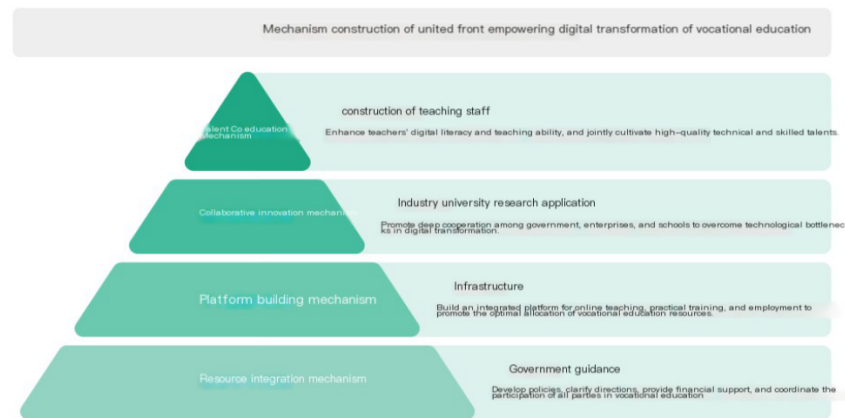 Mechanism construction of united front empowering digital transformation of vocational education
construction of teaching staff
Talent Co education
Mechanism
Enhance teachers' digital literacy and teaching ability, and jointly cultivate high-quality technical and skilled talents.
Industry university research application
Collaborative innovation mechanism
Promote deep cooperation among government, enterprises, and schools to overcome technological bottlenec
ks in digital transformation.
Infrastructure
Platform building mechanism
Build an integrated platform for online teaching, practical training, and employment to
promote the optimal allocation of vocational education resources.
Government guidance
Resource integration mechanism
Develop policies, clarify directions, provide financial support, and coordinate the
participation of all parties in vocational education